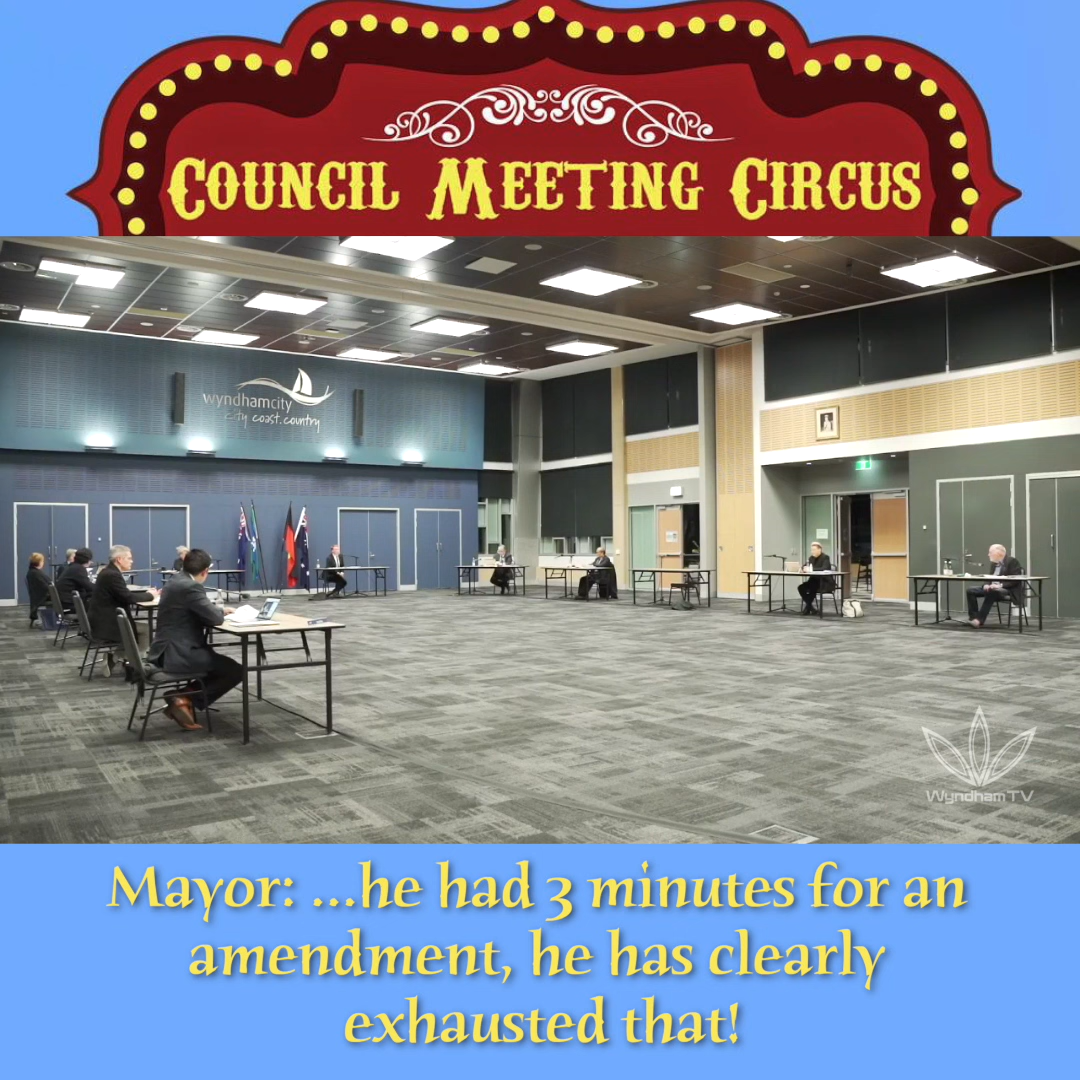 Council Meeting Circus
wyndhamcity
city. coast. country
WyndhamTV
Mayor: ...he had 3 minutes for an
amendment, he has clearly
exhausted that!